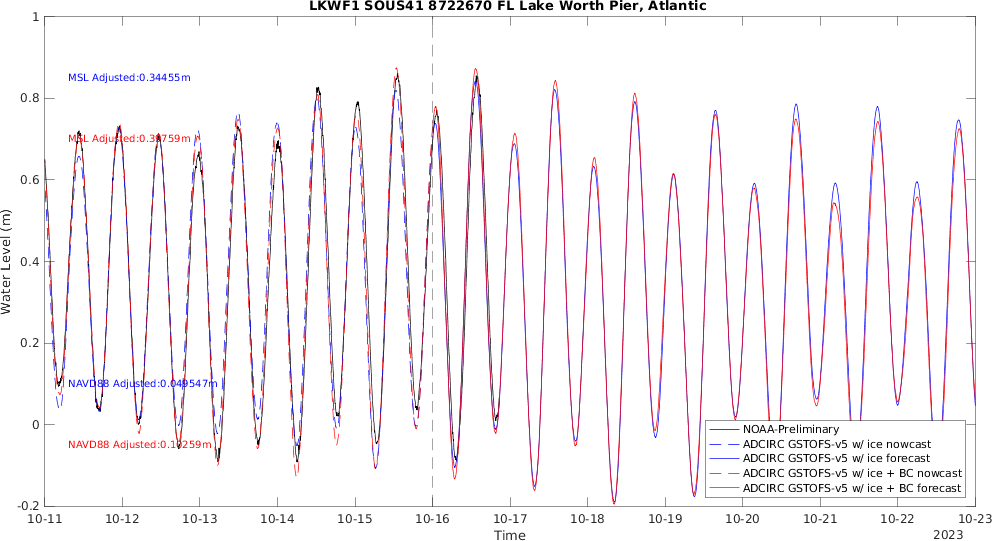 LKWF1 SOUS41 8722670 FL Lake Worth Pier, Atlantic
Water Level (m)
1
0.8
0.6
0.4
0.2
0
-0.2
MSL Adjusted:0.34455m
MSL Adjusted:0.39759m
NAVD88 Adjusted:0.049547m
NAVD88 Adjusted:0.10259m
NOAA-Preliminary
ADCIRC GSTOFS-v5 w/ ice nowcast
ADCIRC GSTOFS-v5 w/ ice forecast
ADCIRC GSTOFS-v5 w/ ice + BC nowcast
ADCIRC GSTOFS-v5 w/ ice + BC forecast
10-11 10-12 10-13 10-14 10-15 10-16 10-17 10-18 10-19 10-20 10-21 10-22 10-23
Time
2023